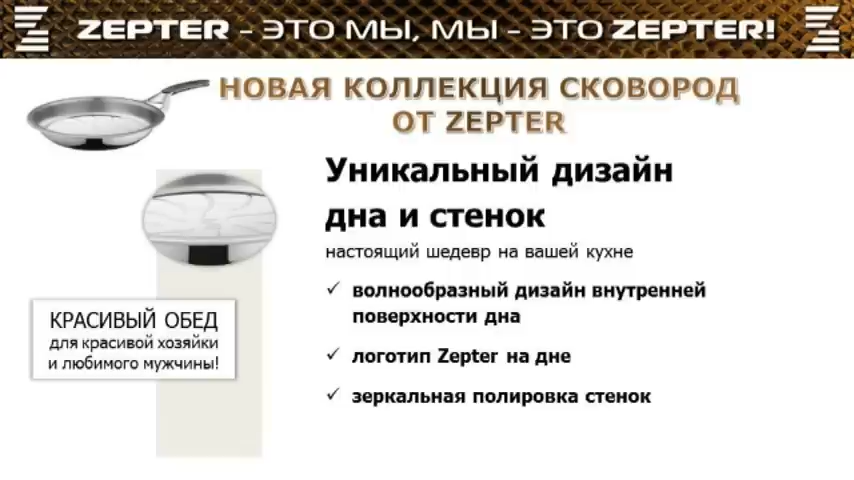 ZEPTER – ЭТО МЫ, МЫ – ЭТО ZEPTER!
НОВАЯ КОЛЛЕКЦИЯ СКОВОРОД
ОТ ZEPTER
Уникальный дизайн
дна и стенок
настоящий шедевр на вашей кухне
✓ волнообразный дизайн внутренней
поверхности дна
✓ логотип Zepter на дне
✓ зеркальная полировка стенок
КРАСИВЫЙ ОБЕД
для красивой хозяйки
и любимого мужчины!